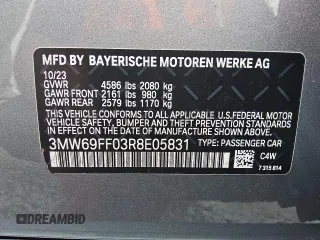 MFD BY BAYERISCHE MOTOREN WERKE AG
10/23
GVWR 4586 lbs 2080 kg
GAWR FRONT 2161 lbs 980 kg
GAWR REAR 2579 lbs 1170 kg
THIS VEHICLE CONFORMS TO ALL APPLICABLE U.S. FEDERAL MOTOR
VEHICLE SAFETY, BUMPER, AND THEFT PREVENTION STANDARDS
IN EFFECT ON THE DATE OF MANUFACTURE SHOWN ABOVE.
3MW69FF03R8E05831 TYPE: PASSENGER CAR
C4W
7 315 814
DREAMBID